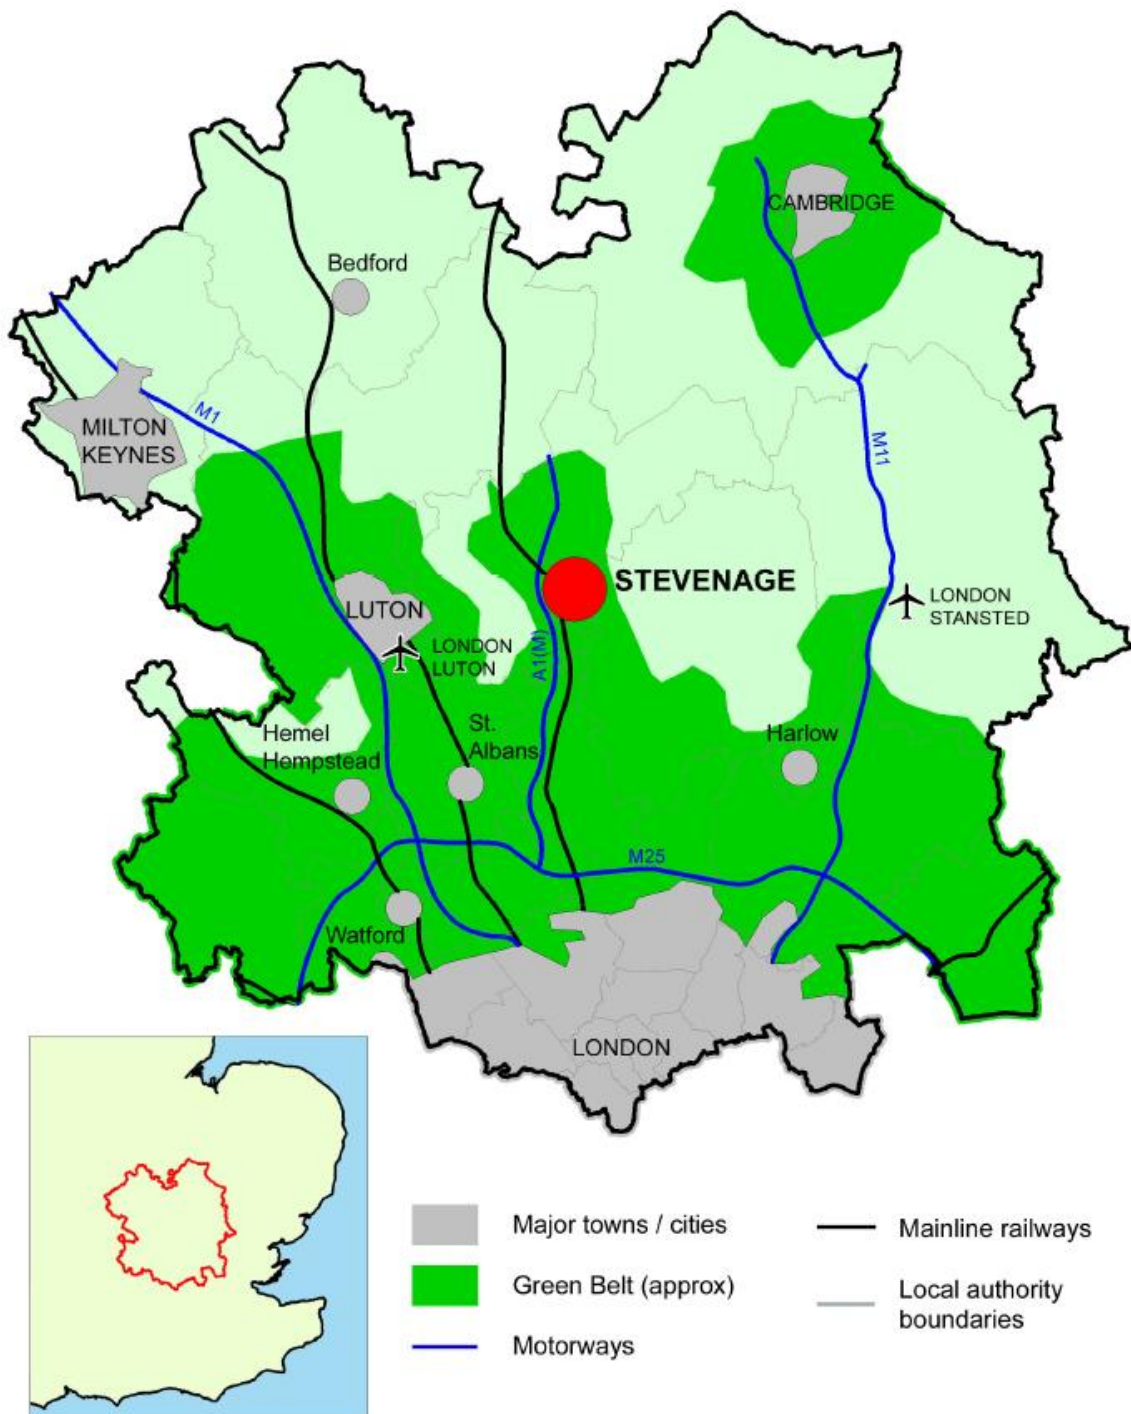 CAMBRIDGE
Bedford
M1
MILTON
KEYNES
M11
STEVENAGE
LONDON
STANSTED
LUTON
LONDON
LUTON
A1(M)
Hemel
Hempstead
St.
Albans
Harlow
M25
Watford
LONDON
Major towns / cities
Green Belt (approx)
Motorways
Mainline railways
Local authority
boundaries